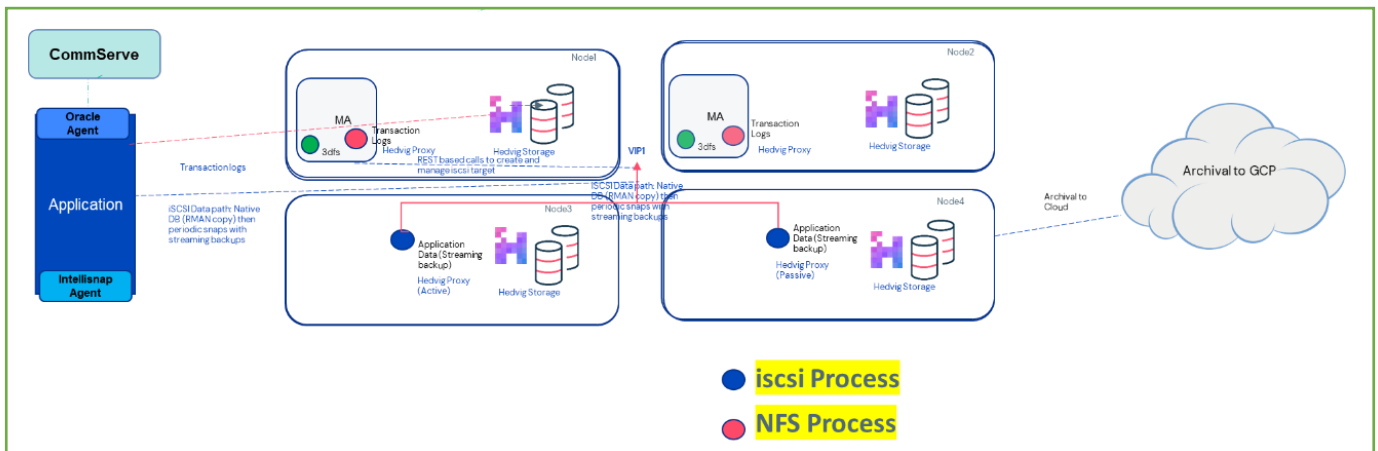 CommServe
Oracle
Agent
Application
Intellisnap
Agent
Transaction logs
iSCSI Data path: Native
DB (RMAN copy) then
periodic snaps with
streaming backups
Node1
MA
3dfs
Transaction
Logs
Hedvig Proxy
Hedvig Storage
REST based calls to create and
manage iscsi target
VIP1
iSCSI Data path: Native
DB (RMAN copy) then
periodic snaps with
streaming backups
Node2
MA
3dfs
Transaction
Logs
Hedvig Proxy
Hedvig Storage
Node3
Application
Data (Streaming
backup)
Hedvig Proxy
(Active)
Hedvig Storage
Node4
Application
Data (Streaming
backup)
Hedvig Proxy
(Passive)
Hedvig Storage
Archival to
Cloud
Archival to GCP
iscsi Process
NFS Process